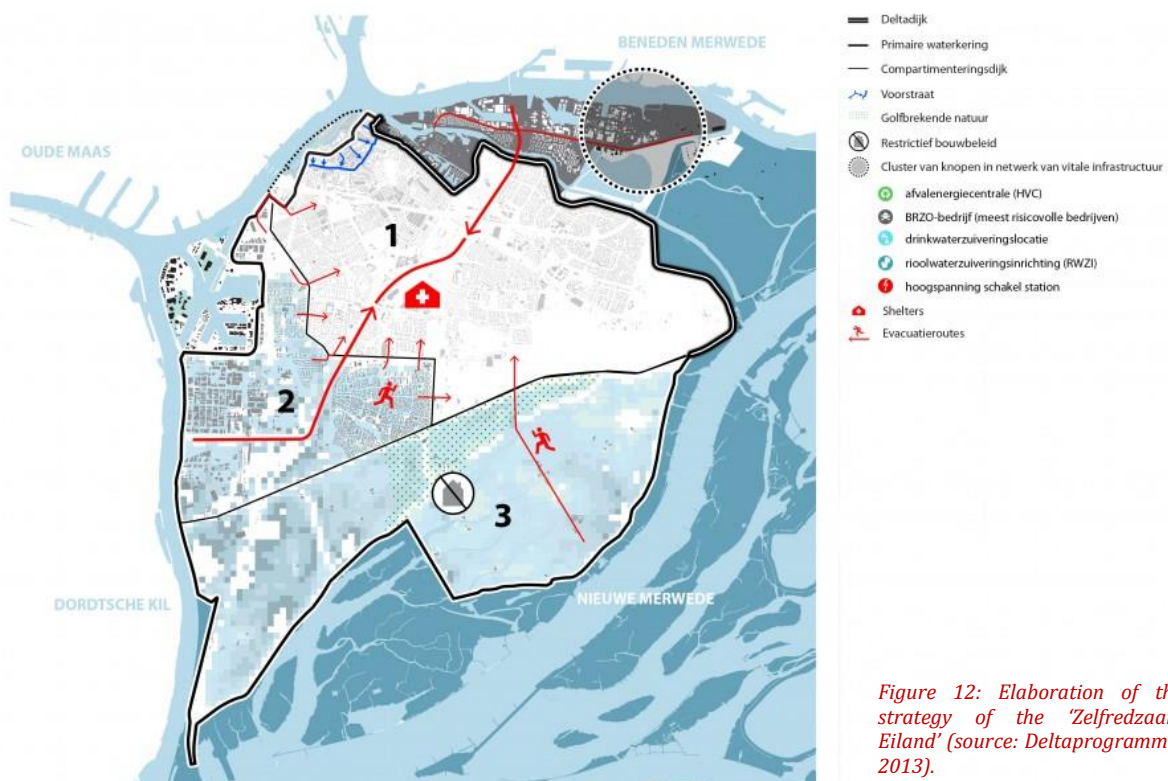 BENEDEN MERWEDE
OUDE MAAS
1
2
3
DORDTSCHE KIL
NIEUWE MERWEDE
Deltadijk
Primaire waterkering
Compartimenteringsdijk
Voorstraat
Golfbrekende natuur
Restrictief bouwbeleid
Cluster van knopen in netwerk van vitale infrastructuur
afvalenergiecentrale (HVC)
BRZO-bedrijf (meest risicovolle bedrijven)
drinkwaterzuiveringslocatie
rioolwaterzuiveringsinrichting (RWZI)
hoogspanning schakel station
Shelters
Evacuatieroutes
Figure 12: Elaboration of th
strategy of the ‘Zelfredzaa
Eiland’ (source: Deltaprogramm
2013).